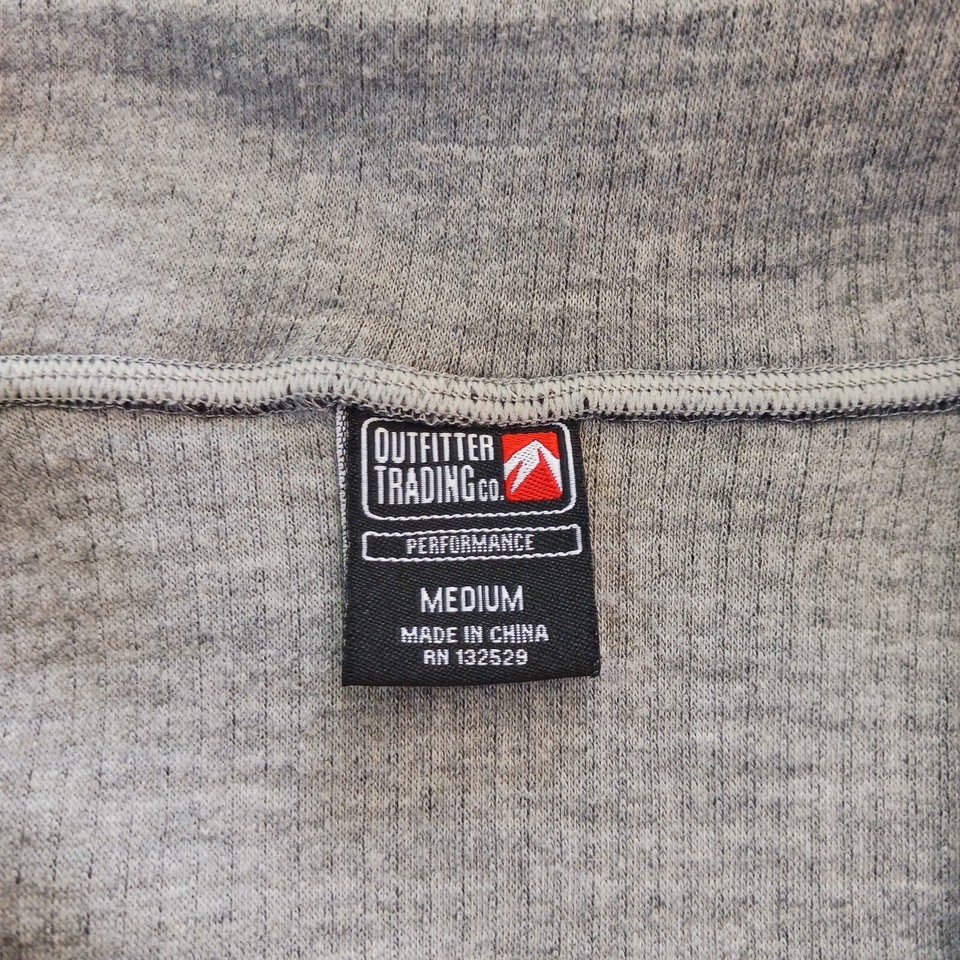 OUTFITTER
TRADING CO.
PERFORMANCE
MEDIUM
MADE IN CHINA
RN 132529